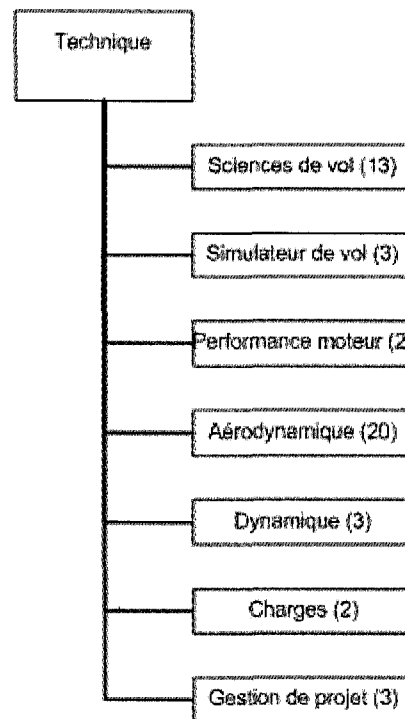 Technique
Sciences de vol (13)
Simulateur de vol (3)
Performance moteur (2
Aérodynamique (20)
Dynamique (3)
Charges (2)
Gestion de projet (3)